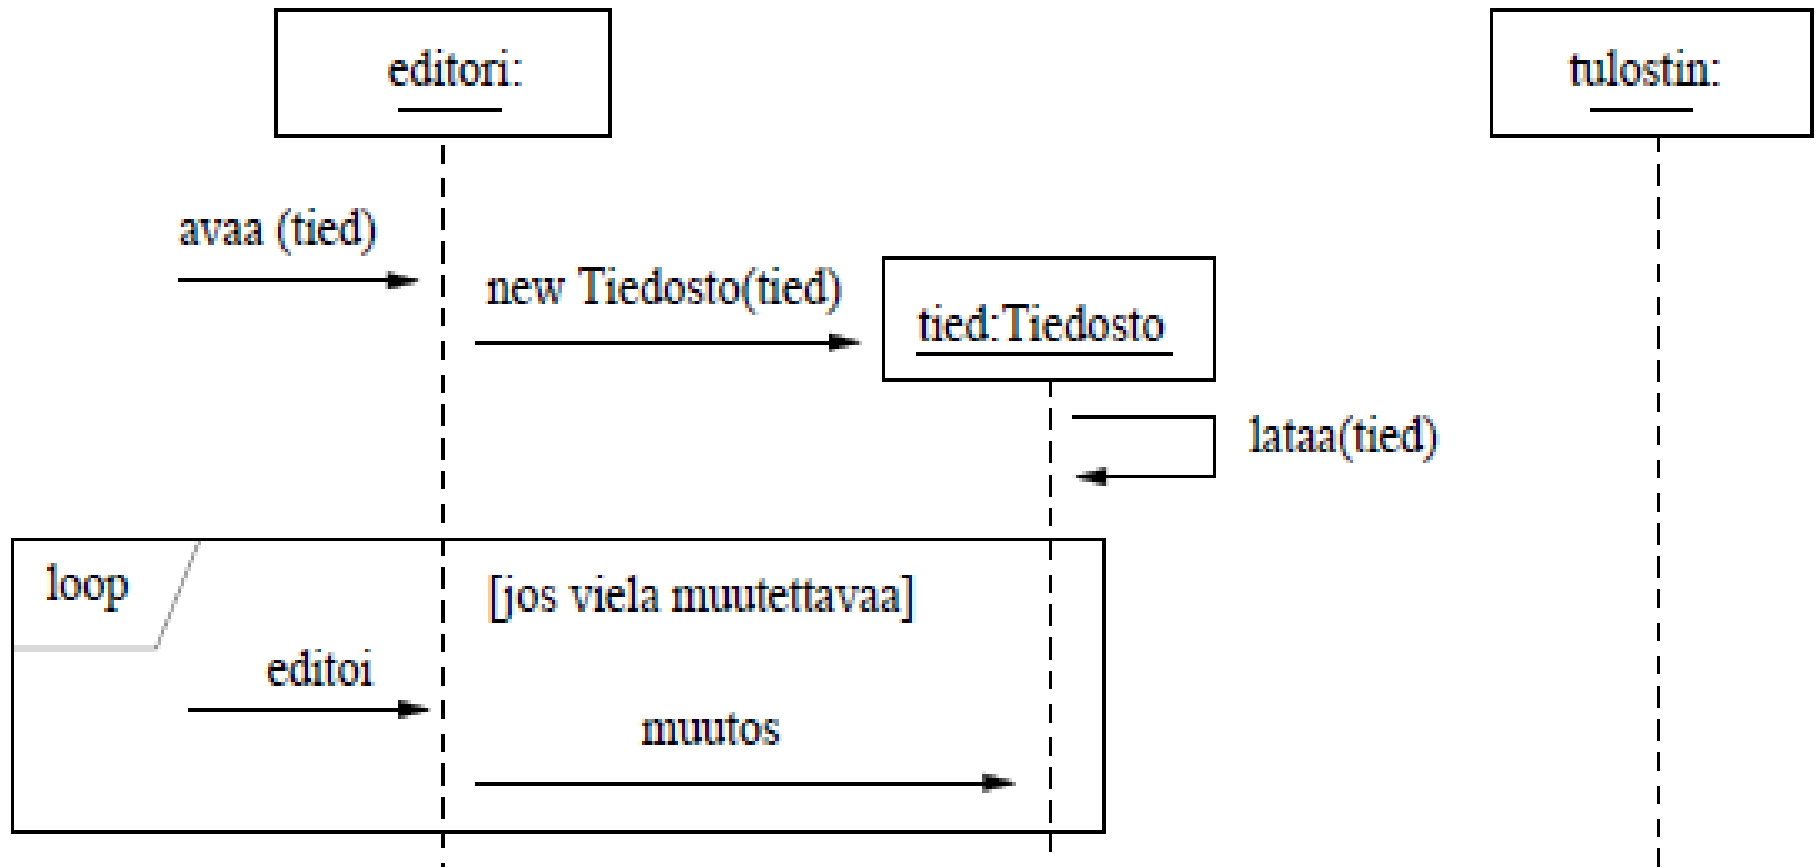 editori:
tulostin:
avaa (tied)
new Tiedosto(tied)
tied:Tiedosto
lataa(tied)
loop
[jos viela muutettavaa]
editoi
muutos